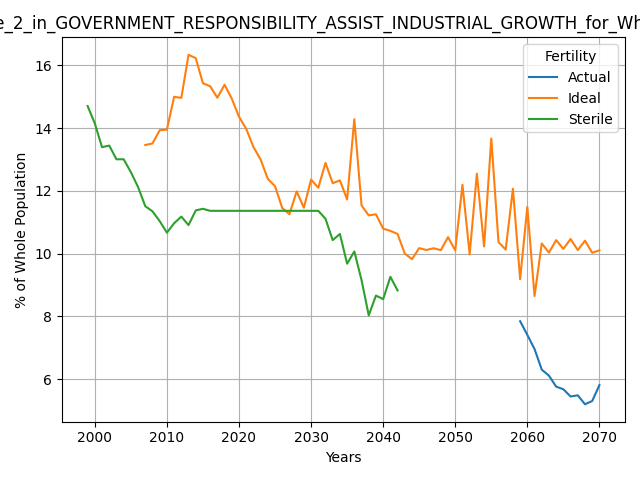 e_2_in_GOVERNMENT_RESPONSIBILITY_ASSIST_INDUSTRIAL_GROWTH_for_Wh
Fertility
Actual
Ideal
Sterile
% of Whole Population
16
14
12
10
8
6
2000 2010 2020 2030 2040 2050 2060 2070
Years